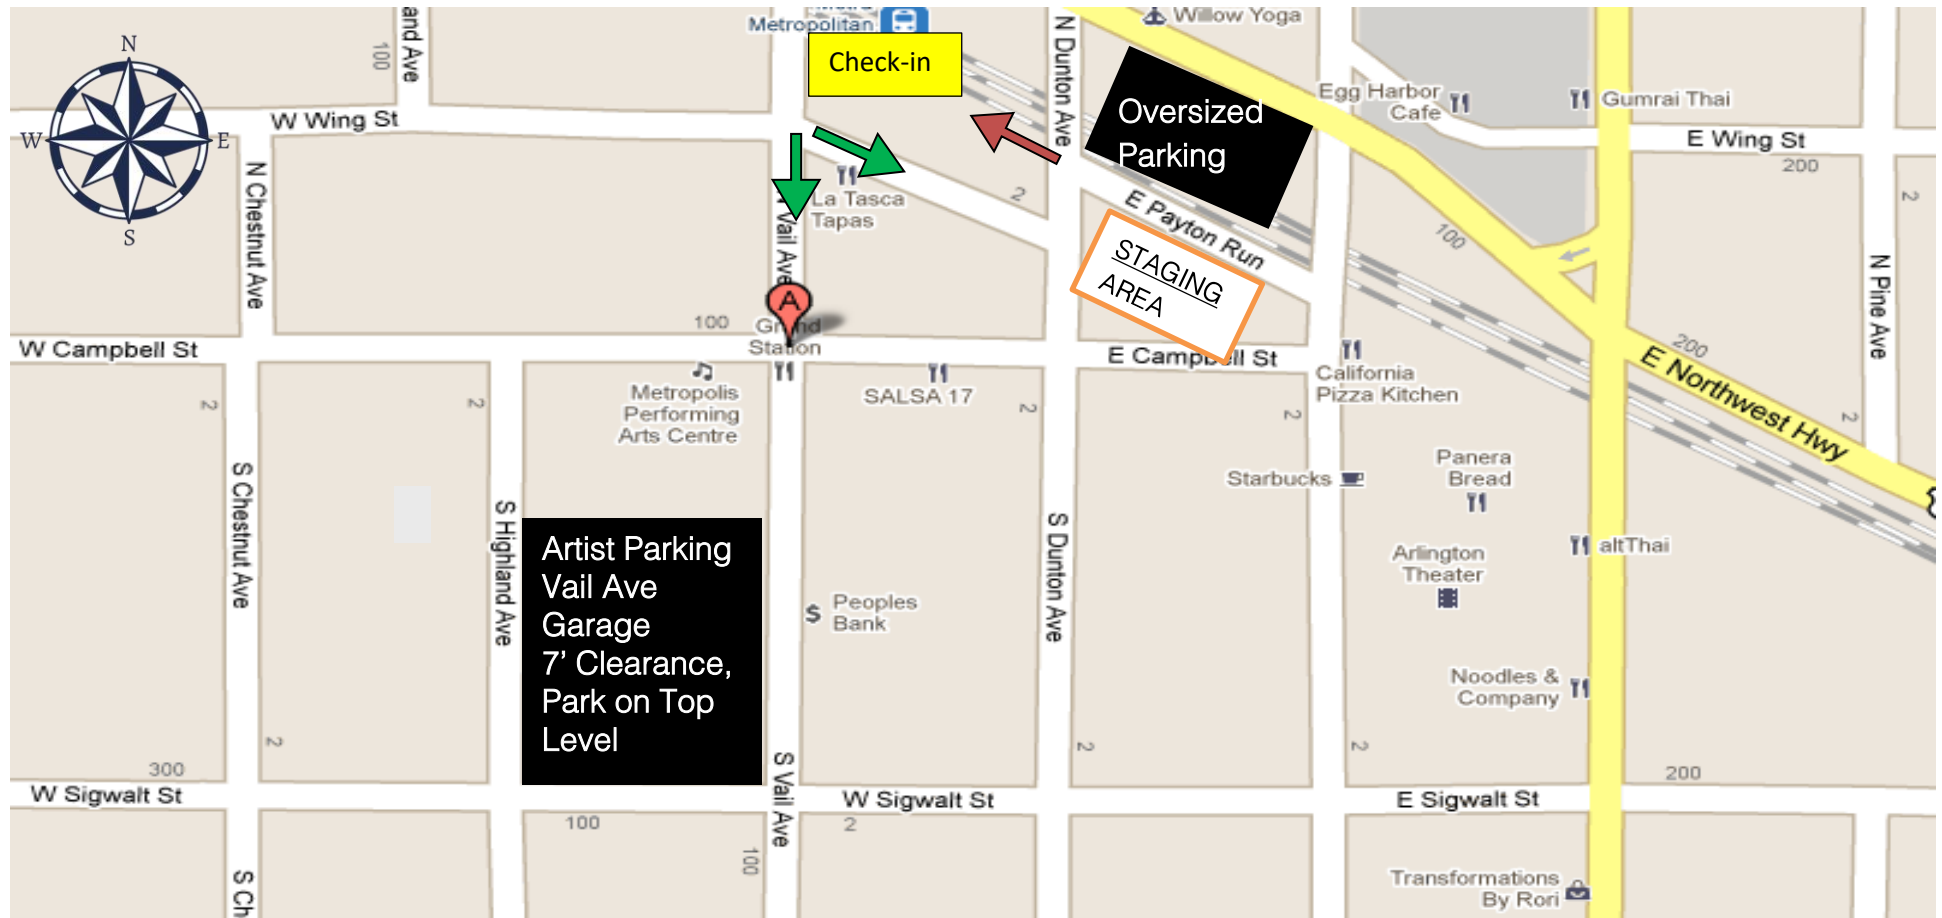 Metra
Metropolitan
N Dunton Ave
Willow Yoga
N
W
E
S
and Ave
100
Check-in
Oversized
Parking
Egg Harbor
Cafe
Gumrai Thai
W Wing St
E Wing St
200
2
N Chestnut Ave
La Tasca
Tapas
2
E Payton Run
100
N Pine Ave
Vail Ave
STAGING
AREA
A
100
Grand
Station
W Campbell St
E Campbell St
200
E Northwest Hwy
Metropolis
Performing
Arts Centre
SALSA 17
California
Pizza Kitchen
2
2
2
2
2
S Chestnut Ave
S Highland Ave
S Dunton Ave
Starbucks
Panera
Bread
Artist Parking
Vail Ave
Garage
7’ Clearance,
Park on Top
Level
$
Peoples
Bank
Arlington
Theater
altThai
Noodles &
Company
2
2
2
300
200
S Vail Ave
W Sigwalt St
W Sigwalt St
E Sigwalt St
100
2
100
S Ch
Transformations
By Rori